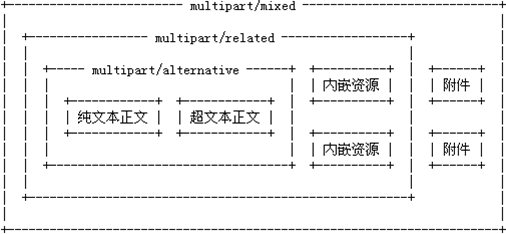 multipart/mixed
multipart/related
multipart/alternative
内嵌资源 附件
纯文本正文 超文本正文
内嵌资源 附件